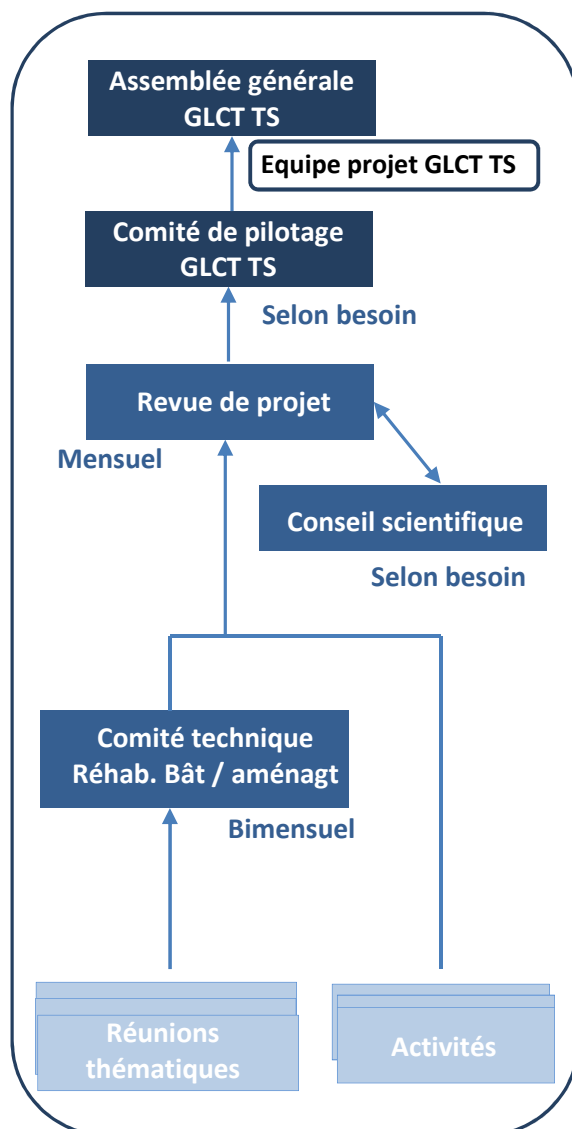 Assemblée générale
GLCT TS
Equipe projet GLCT TS
Comité de pilotage
GLCT TS
Selon besoin
Revue de projet
Mensuel
Conseil scientifique
Selon besoin
Comité technique
Réhab. Bât / aménagt
Bimensuel
Réunions
thématiques
Activités